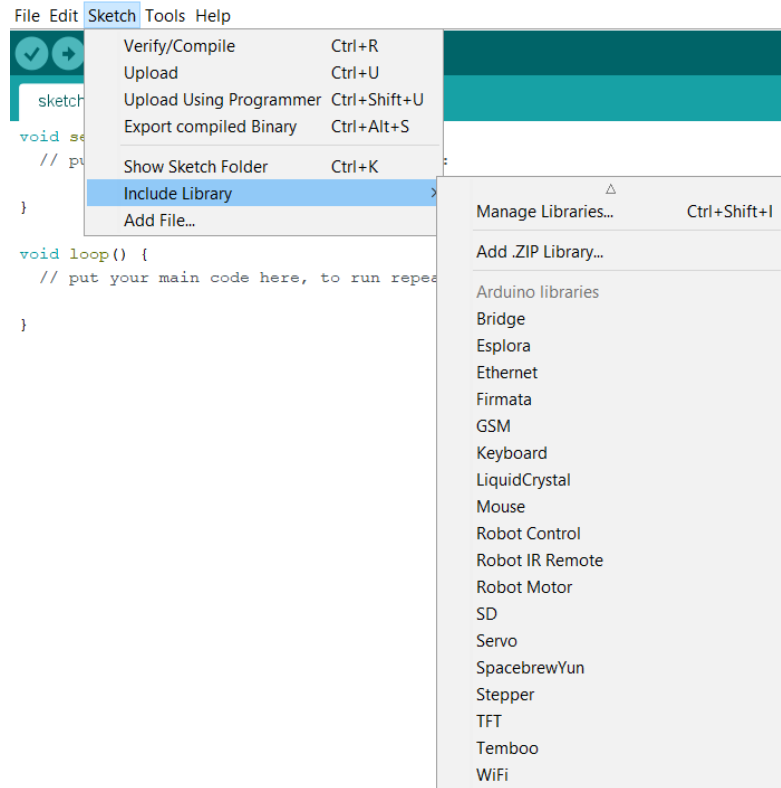 File Edit Sketch Tools Help
Verify/Compile Ctrl+R
Upload Ctrl+U
Upload Using Programmer Ctrl+Shift+U
Export compiled Binary Ctrl+Alt+S
Show Sketch Folder Ctrl+K
Include Library
Add File...
sketch
void
//
}
void loop() {
// put your main code here, to run
}
Manage Libraries... Ctrl+Shift+I
Add .ZIP Library...
Arduino libraries
Bridge
Esplora
Ethernet
Firmata
GSM
Keyboard
LiquidCrystal
Mouse
Robot Control
Robot IR Remote
Robot Motor
SD
Servo
SpacebrewYun
Stepper
TFT
Temboo
WiFi